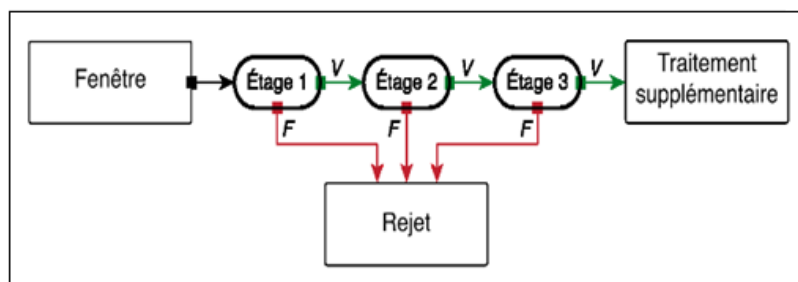 Fenêtre
Étage 1
V
Étage 2
V
Étage 3
V
Traitement
supplémentaire
F
F
F
Rejet